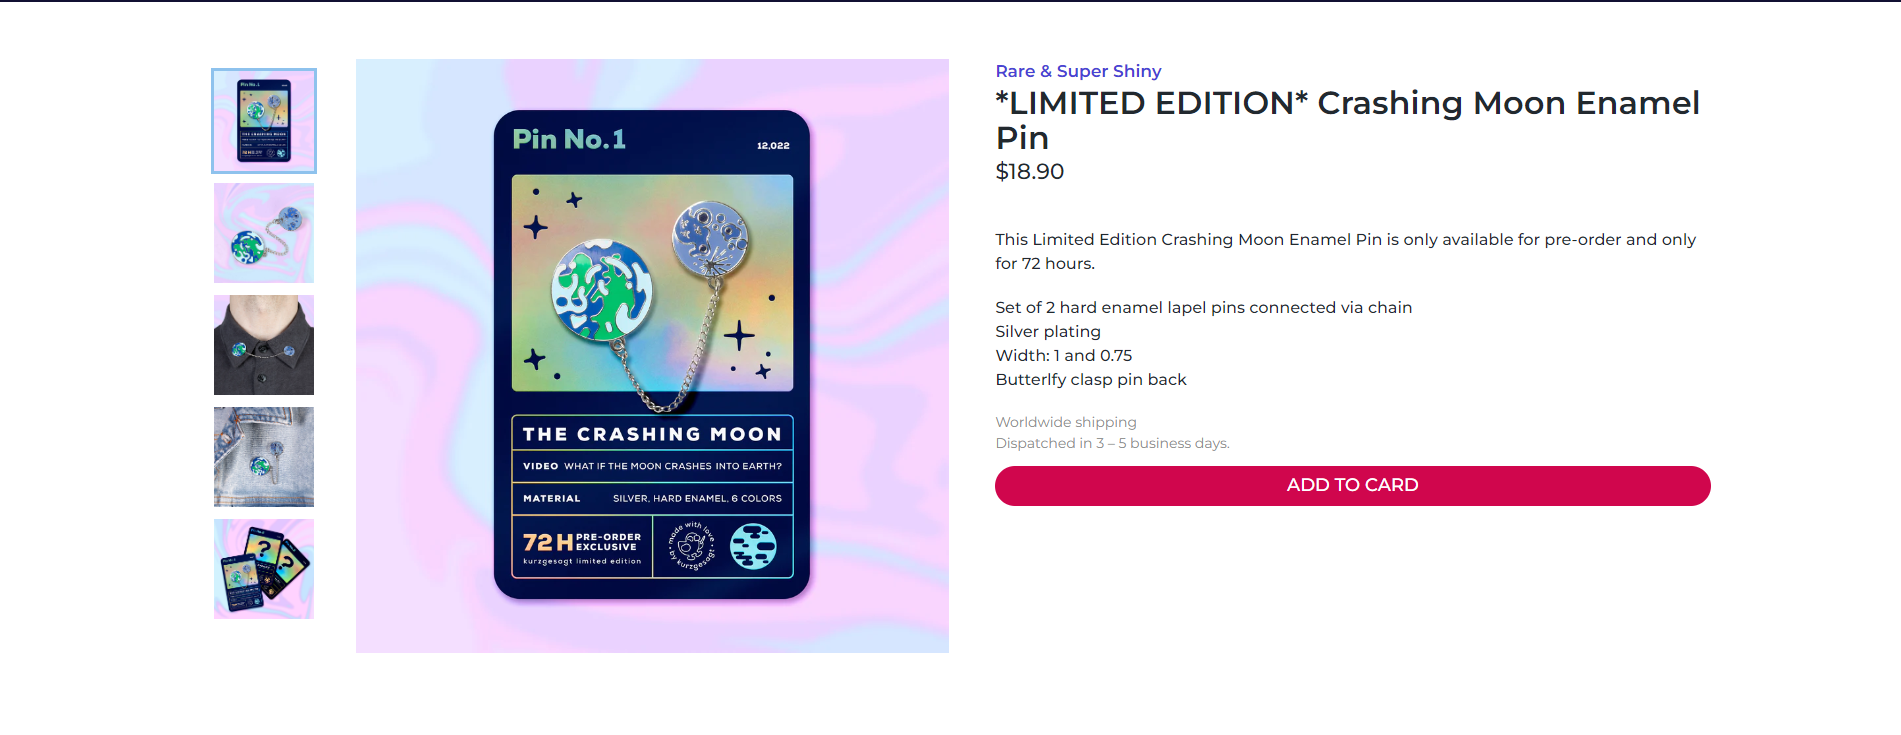 Pin No.1
12,022
THE CRASHING MOON
VIDEO WHAT IF THE MOON CRASHES INTO EARTH?
MATERIAL SILVER, HARD ENAMEL, 6 COLORS
72H PRE-ORDER
EXCLUSIVE
kurzgesagt limited edition
made with love
by kurzgesagt
Rare & Super Shiny
*LIMITED EDITION* Crashing Moon Enamel
Pin
$18.90
This Limited Edition Crashing Moon Enamel Pin is only available for pre-order and only
for 72 hours.
Set of 2 hard enamel lapel pins connected via chain
Silver plating
Width: 1 and 0.75
Butterlfy clasp pin back
Worldwide shipping
Dispatched in 3 – 5 business days.
ADD TO CARD